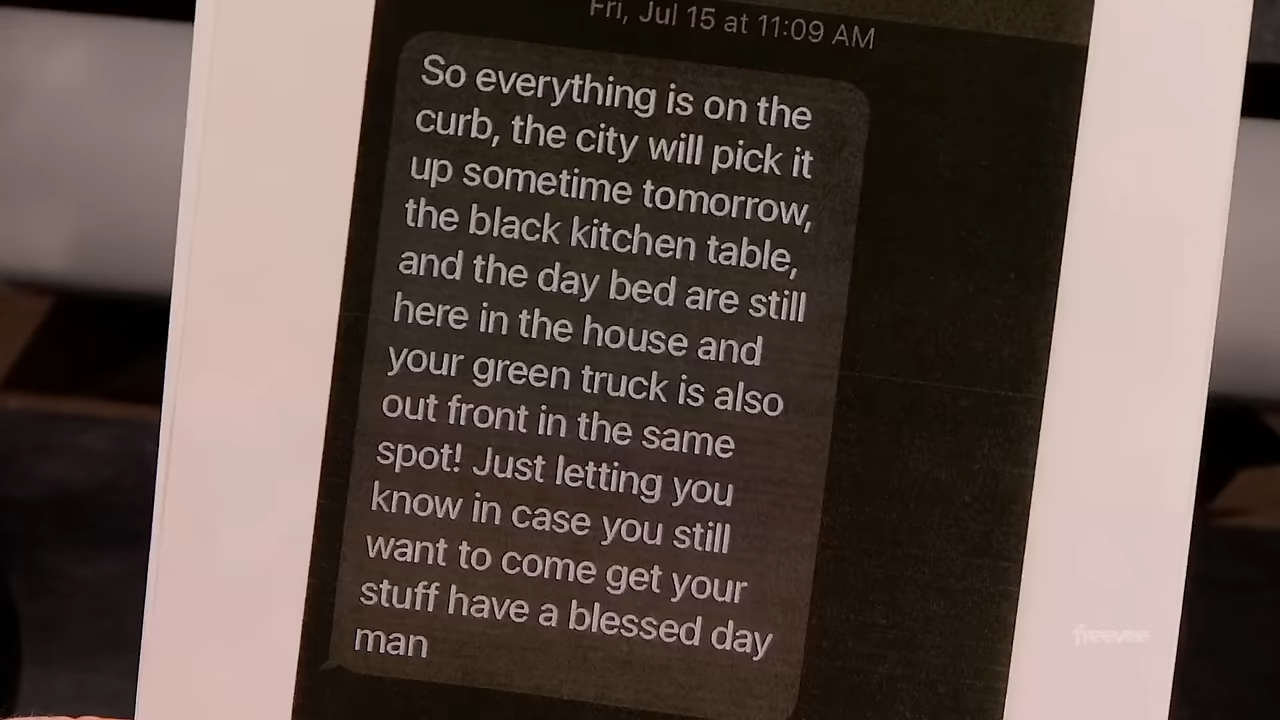 Fri, Jul 15 at 11:09 AM
So everything is on the
curb, the city will pick it
up sometime tomorrow,
the black kitchen table,
and the day bed are still
here in the house and
your green truck is also
out front in the same
spot! Just letting you
know in case you still
want to come get your
stuff have a blessed day
man
freevee